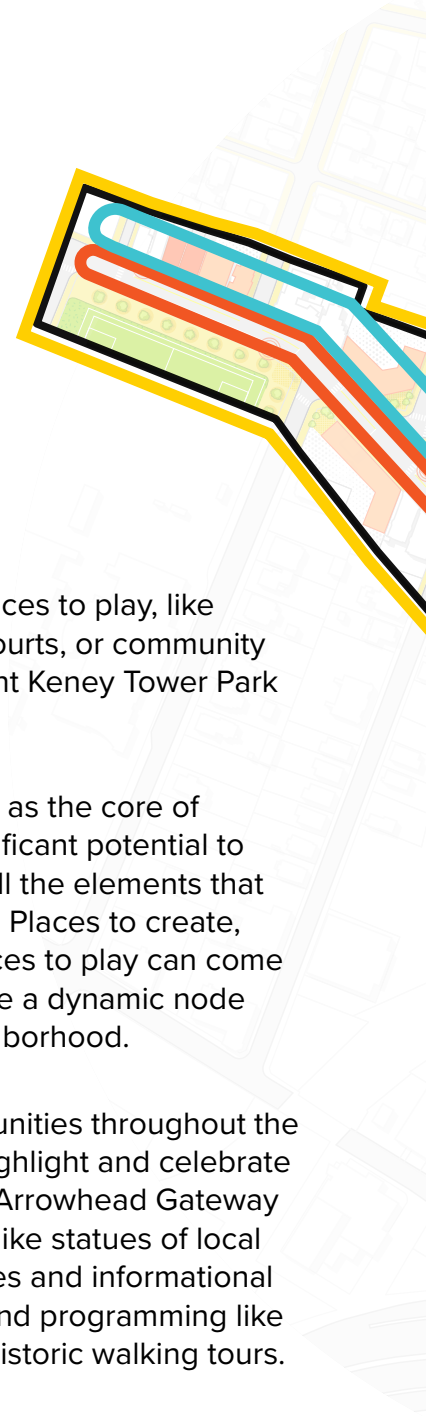 ces to play, like
ourts, or community
nt Keney Tower Park
as the core of
ficant potential to
ll the elements that
Places to create,
ces to play can come
e a dynamic node
borhood.
unities throughout the
ghlight and celebrate
Arrowhead Gateway
like statues of local
es and informational
nd programming like
istoric walking tours.